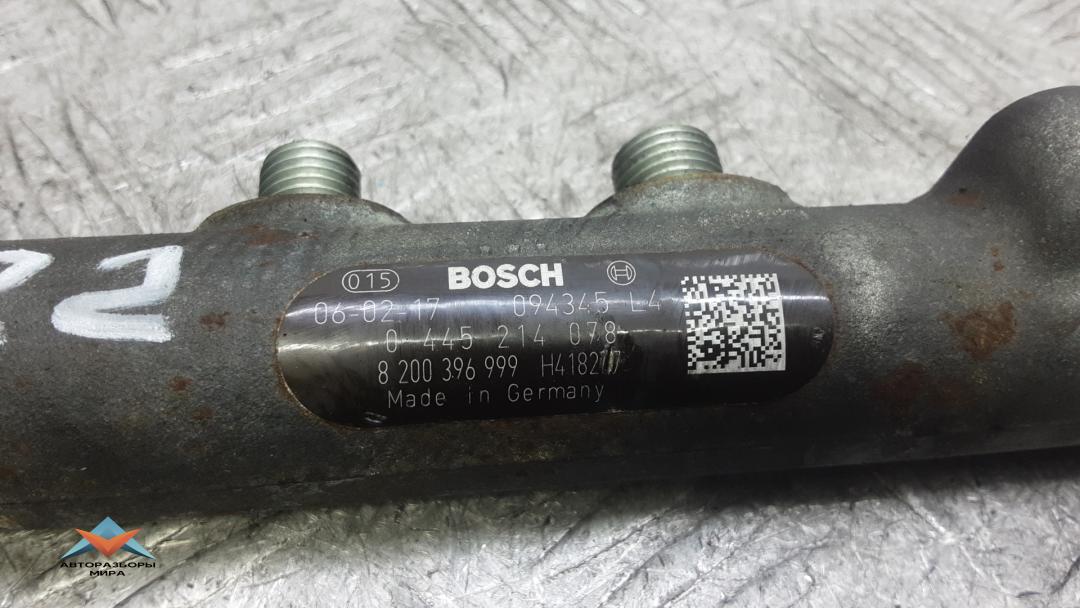 015 BOSCH
06-02-17 094345 L4
0 445 214 078
8 200 396 999
Made in Germany
АВТОРАЗБОРЫ
МИРА